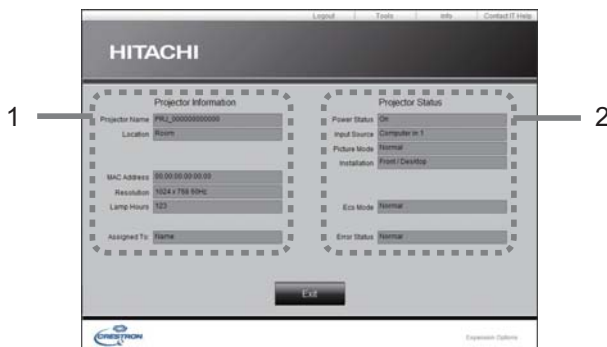 Logout Tools Info Contact IT Help
HITACHI
1
2
Projector Information
Projector Name PRJ_000000000000
Location Room
MAC Address 00:00:00:00:00:00
Resolution 1024 x 768 60Hz
Lamp Hours 123
Assigned To: Name
Projector Status
Power Status On
Input Source Computer in 1
Picture Mode Normal
Installation Front / Desktop
Eco Mode Normal
Error Status Normal
Exit
CRESTRON
Expansion Options